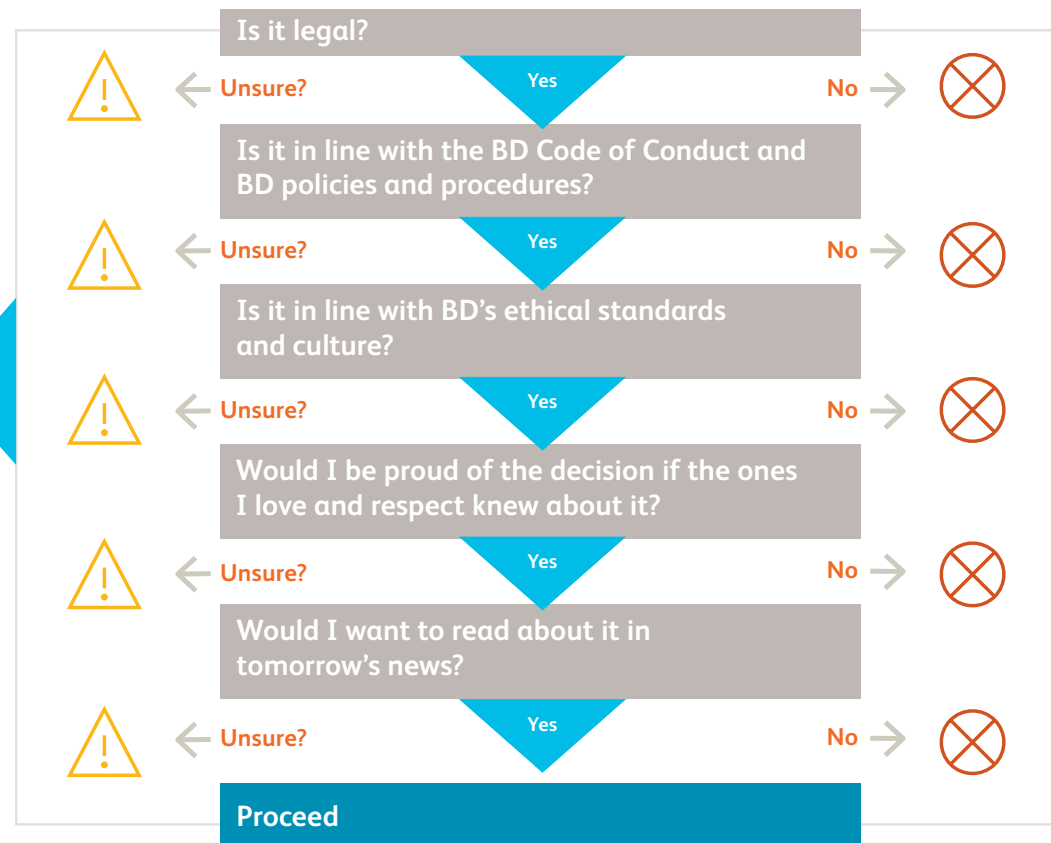 Is it legal?
Unsure?
Yes
No
Is it in line with the BD Code of Conduct and
BD policies and procedures?
Unsure?
Yes
No
Is it in line with BD’s ethical standards
and culture?
Unsure?
Yes
No
Would I be proud of the decision if the ones
I love and respect knew about it?
Unsure?
Yes
No
Would I want to read about it in
tomorrow’s news?
Unsure?
Yes
No
Proceed